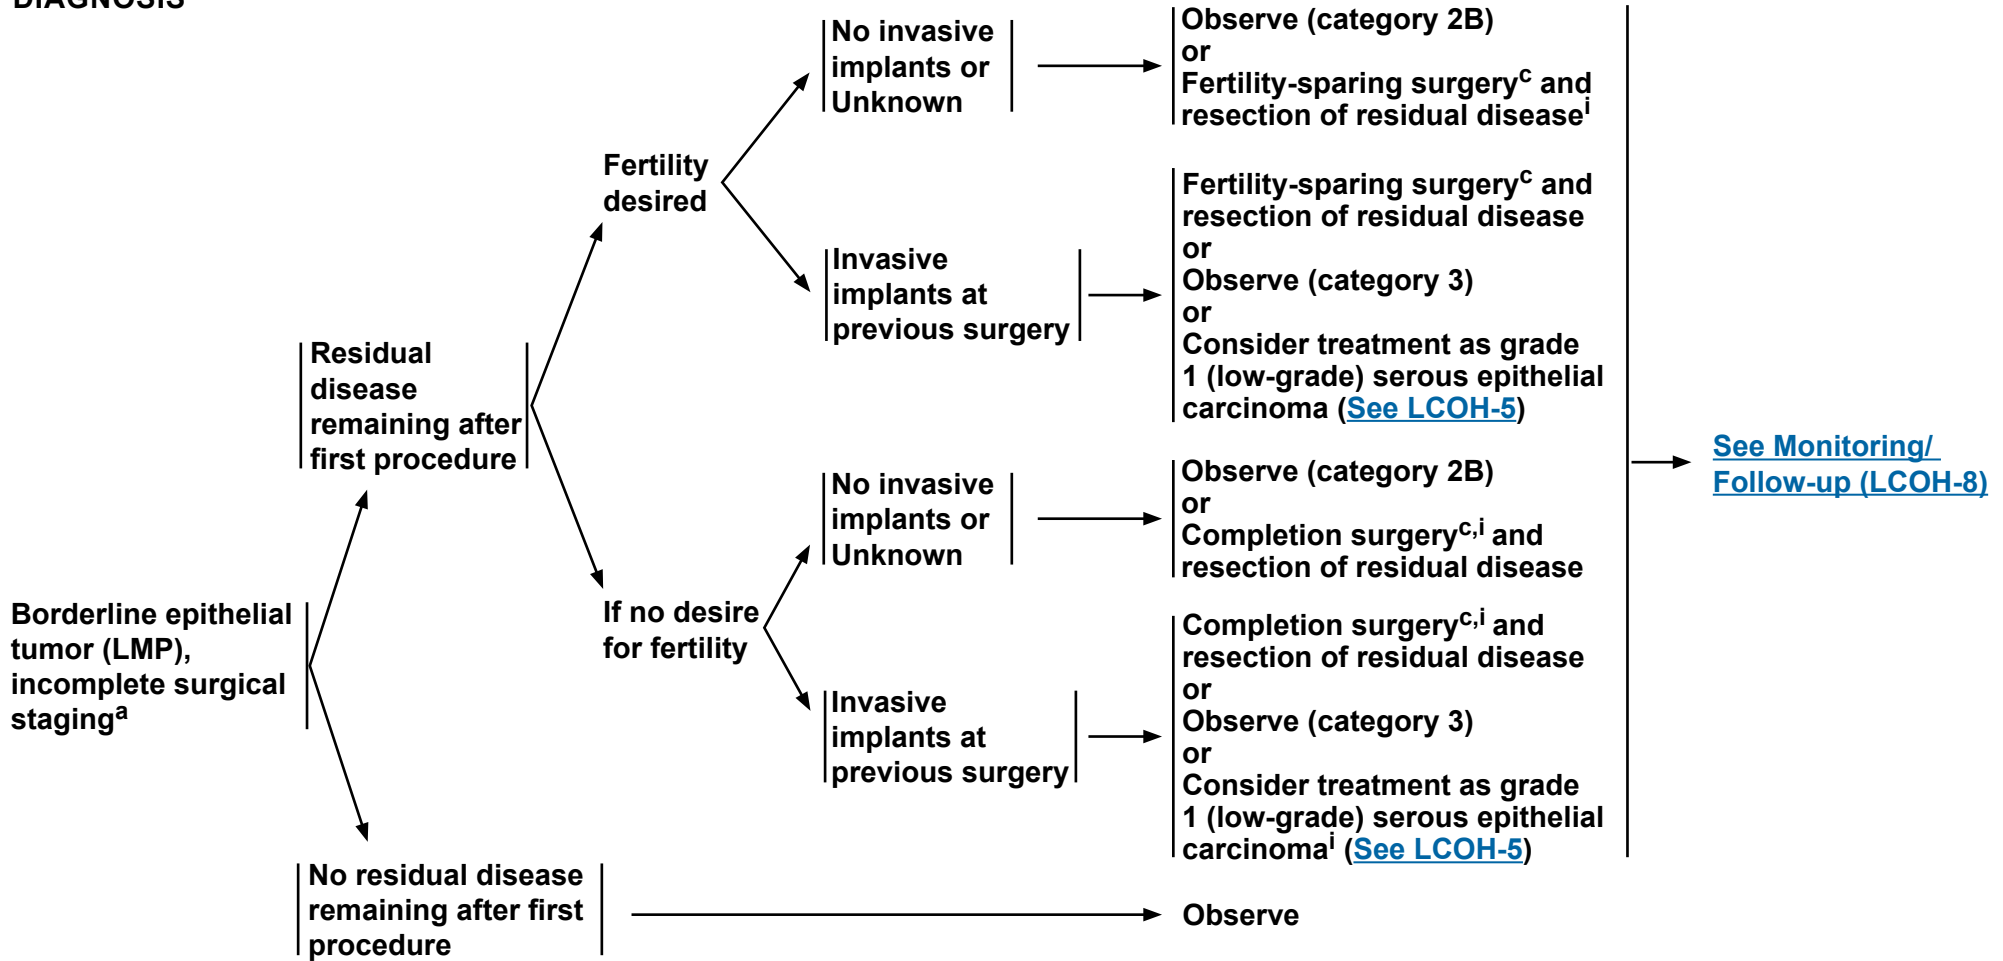 DIAGNOSIS
No invasive
implants or
Unknown
Observe (category 2B)
or
Fertility-sparing surgeryᶜ and
resection of residual diseaseⁱ
Fertility
desired
Invasive
implants at
previous surgery
Fertility-sparing surgeryᶜ and
resection of residual disease
or
Observe (category 3)
or
Consider treatment as grade
1 (low-grade) serous epithelial
carcinoma (See LCOH-5)
Residual
disease
remaining after
first procedure
See Monitoring/
Follow-up (LCOH-8)
No invasive
implants or
Unknown
Observe (category 2B)
or
Completion surgeryᶜ,ⁱ and
resection of residual disease
Borderline epithelial
tumor (LMP),
incomplete surgical
stagingᵃ
If no desire
for fertility
Invasive
implants at
previous surgery
Completion surgeryᶜ,ⁱ and
resection of residual disease
or
Observe (category 3)
or
Consider treatment as grade
1 (low-grade) serous epithelial
carcinomaⁱ (See LCOH-5)
No residual disease
remaining after first
procedure
Observe